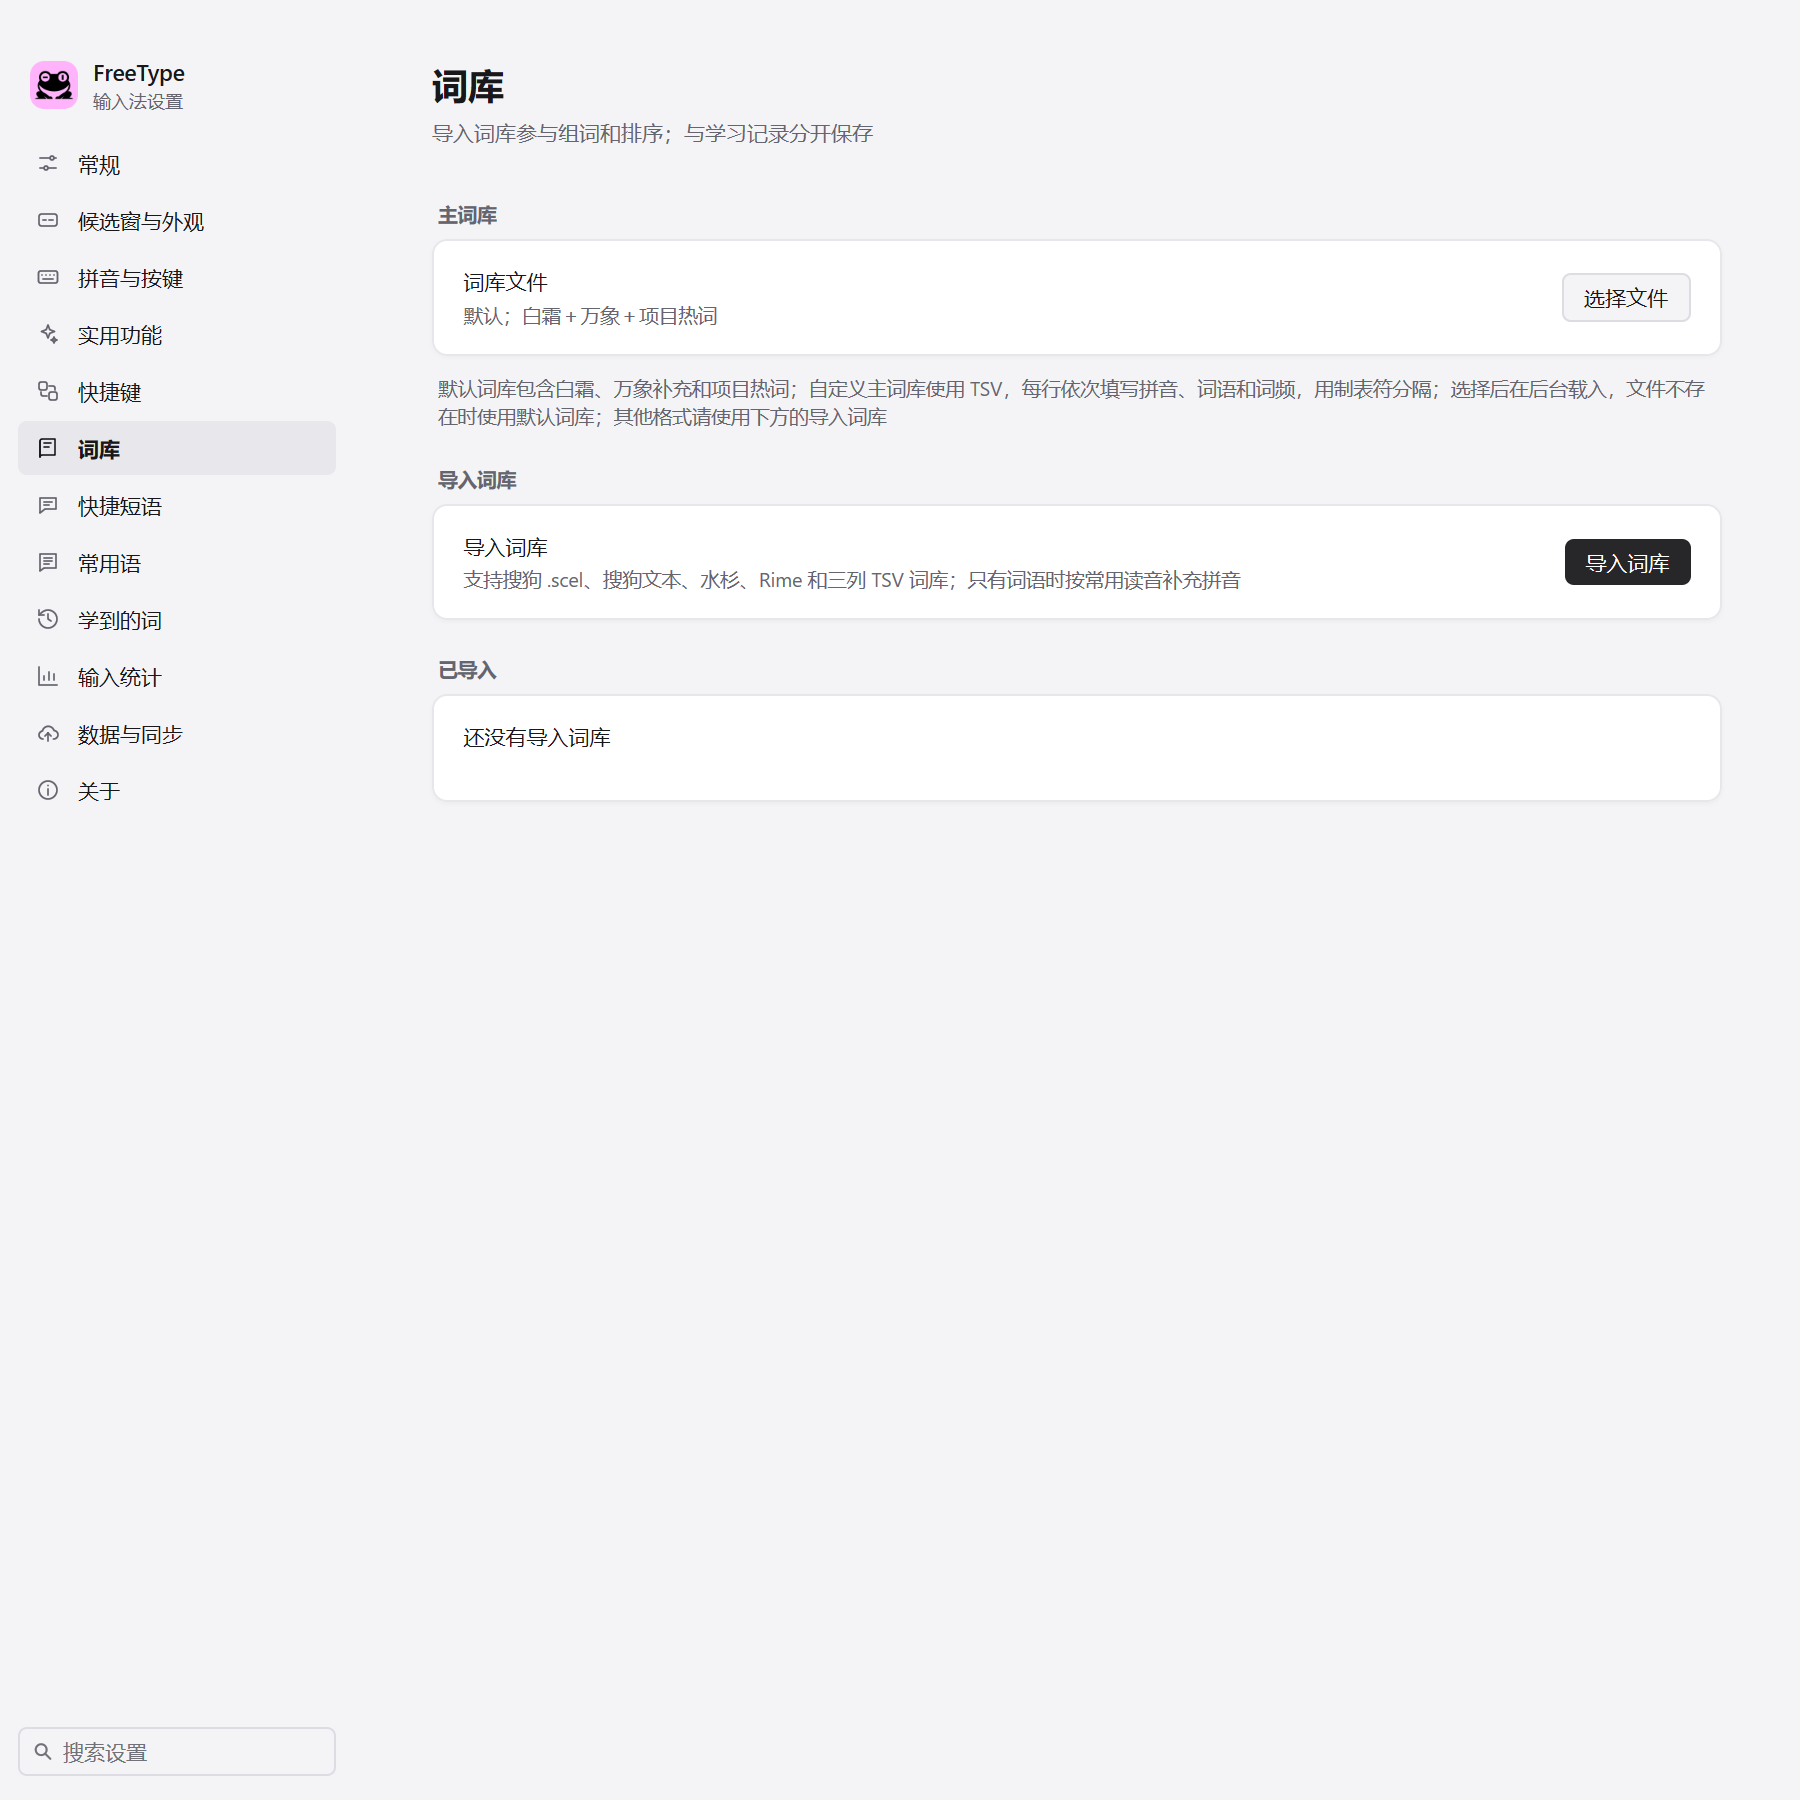 FreeType
输入法设置
常规
候选窗与外观
拼音与按键
实用功能
快捷键
词库
快捷短语
常用语
学到的词
输入统计
数据与同步
关于
搜索设置
词库
导入词库参与组词和排序；与学习记录分开保存
主词库
词库文件
默认；白霜 + 万象 + 项目热词
选择文件
默认词库包含白霜、万象补充和项目热词；自定义主词库使用 TSV，每行依次填写拼音、词语和词频，用制表符分隔；选择后在后台载入，文件不存
在时使用默认词库；其他格式请使用下方的导入词库
导入词库
导入词库
支持搜狗 .scel、搜狗文本、水杉、Rime 和三列 TSV 词库；只有词语时按常用读音补充拼音
导入词库
已导入
还没有导入词库